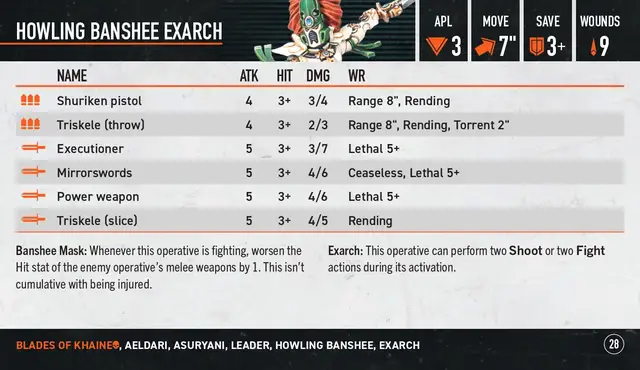 HOWLING BANSHEE EXARCH
APL MOVE SAVE WOUNDS
3 7" 3+ 9
NAME ATK HIT DMG WR
Shuriken pistol 4 3+ 3/4 Range 8", Rending
Triskele (throw) 4 3+ 2/3 Range 8", Rending, Torrent 2"
Executioner 5 3+ 3/7 Lethal 5+
Mirrorswords 5 3+ 4/6 Ceaseless, Lethal 5+
Power weapon 5 3+ 4/6 Lethal 5+
Triskele (slice) 5 3+ 4/5 Rending
Banshee Mask: Whenever this operative is fighting, worsen the
Hit stat of the enemy operative's melee weapons by 1. This isn't
cumulative with being injured.
Exarch: This operative can perform two Shoot or two Fight
actions during its activation.
BLADES OF KHAINE, AELDARI, ASURYANI, LEADER, HOWLING BANSHEE, EXARCH
28